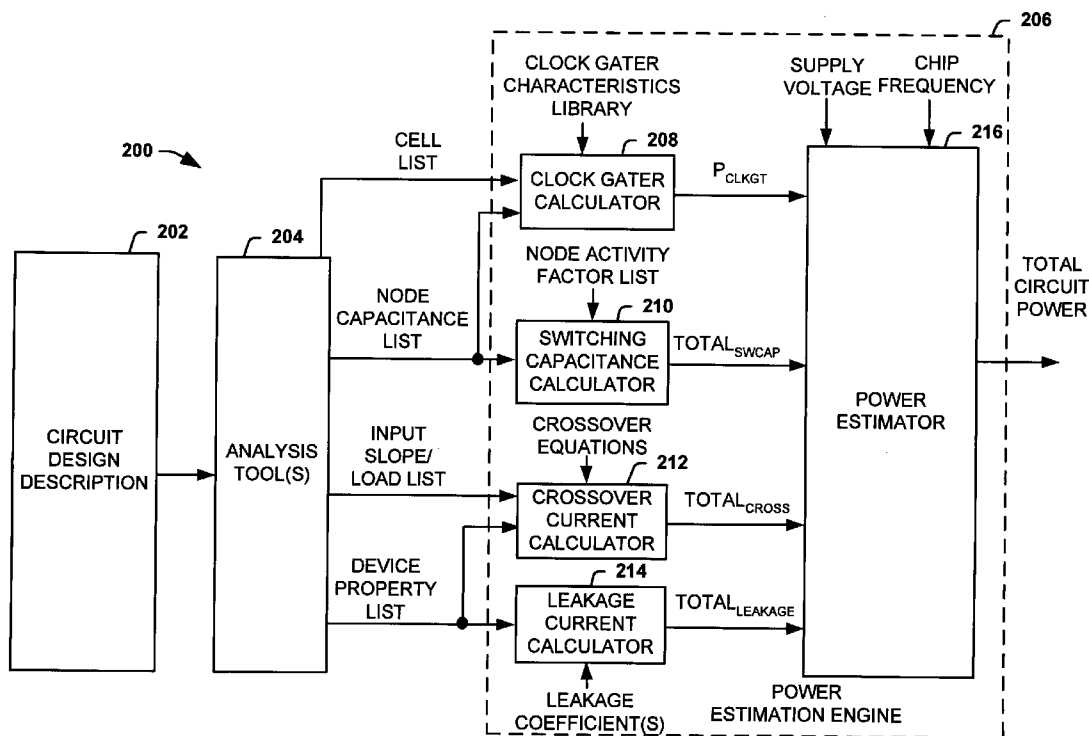 206
CLOCK GATER
CHARACTERISTICS
LIBRARY
SUPPLY
VOLTAGE
CHIP
FREQUENCY
200
CELL
LIST
208
CLOCK GATER
CALCULATOR
P_CLKGT
216
202
CIRCUIT
DESIGN
DESCRIPTION
204
ANALYSIS
TOOL(S)
NODE
CAPACITANCE
LIST
NODE ACTIVITY
FACTOR LIST
210
SWITCHING
CAPACITANCE
CALCULATOR
TOTAL_SWCAP
POWER
ESTIMATOR
TOTAL
CIRCUIT
POWER
INPUT
SLOPE/
LOAD LIST
CROSSOVER
EQUATIONS
212
CROSSOVER
CURRENT
CALCULATOR
TOTAL_CROSS
DEVICE
PROPERTY
LIST
214
LEAKAGE
CURRENT
CALCULATOR
TOTAL_LEAKAGE
LEAKAGE
COEFFICIENT(S)
POWER
ESTIMATION ENGINE